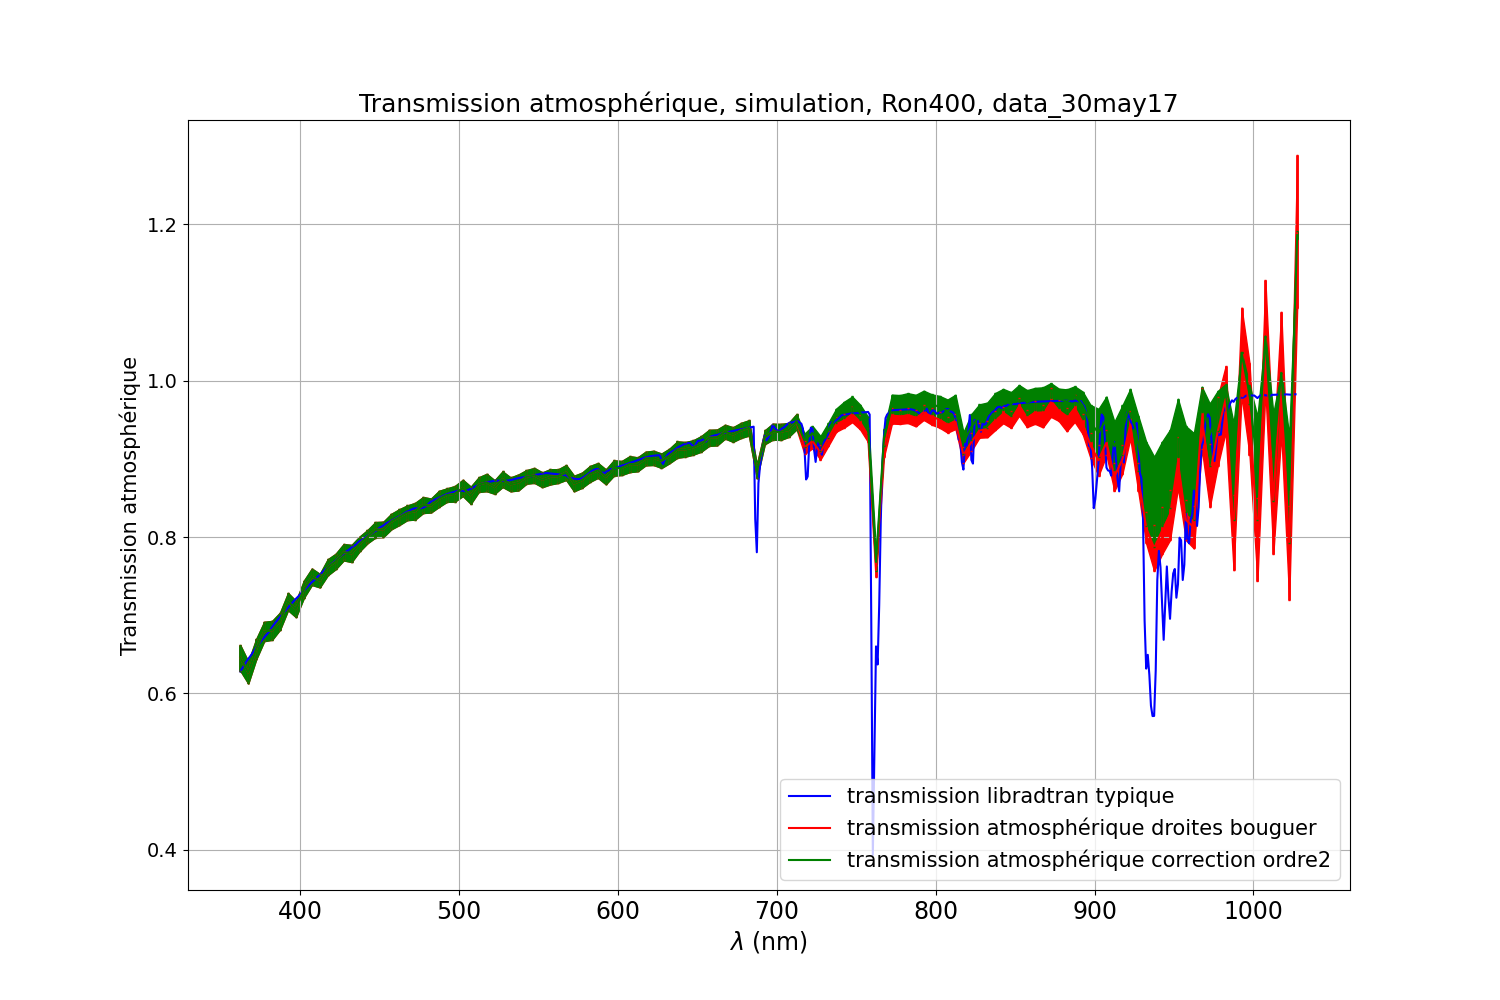 Transmission atmosphérique, simulation, Ron400, data_30may17
Transmission atmosphérique
1.2
1.0
0.8
0.6
0.4
transmission libradtran typique
transmission atmosphérique droites bouguer
transmission atmosphérique correction ordre2
400 500 600 700 800 900 1000
λ (nm)